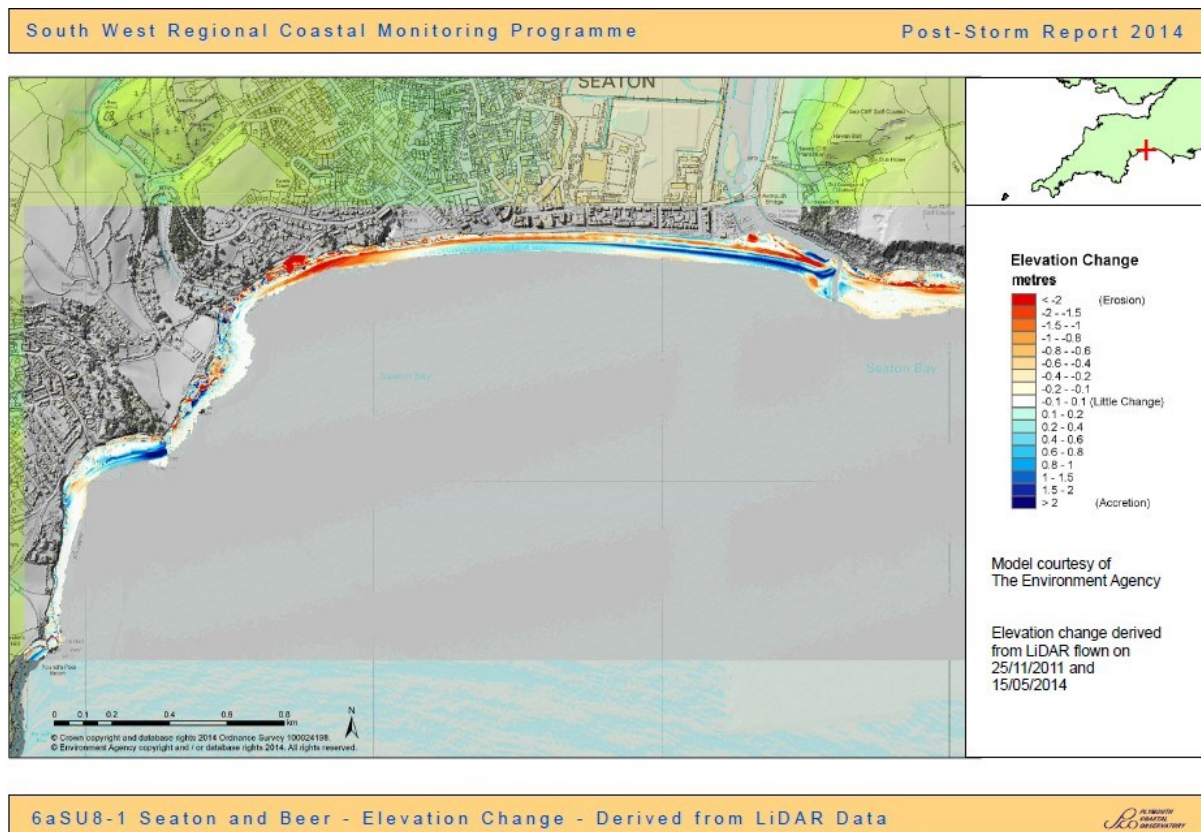 South West Regional Coastal Monitoring Programme
Post-Storm Report 2014
SEATON
Axmouth
Bridge
Seaton Bay
Seaton Bay
Beach
0 0.1 0.2 0.4 0.6 0.8
km
N
© Crown copyright and database rights 2014 Ordnance Survey 100024198.
© Environment Agency copyright and / or database rights 2014. All rights reserved.
Elevation Change
metres
< -2 (Erosion)
-2 - -1.5
-1.5 - -1
-1 - -0.8
-0.8 - -0.6
-0.6 - -0.4
-0.4 - -0.2
-0.2 - -0.1
-0.1 - 0.1 (Little Change)
0.1 - 0.2
0.2 - 0.4
0.4 - 0.6
0.6 - 0.8
0.8 - 1
1 - 1.5
1.5 - 2
> 2 (Accretion)
Model courtesy of
The Environment Agency
Elevation change derived
from LiDAR flown on
25/11/2011 and
15/05/2014
6aSU8-1 Seaton and Beer - Elevation Change - Derived from LiDAR Data
PLYMOUTH
COASTAL
OBSERVATORY